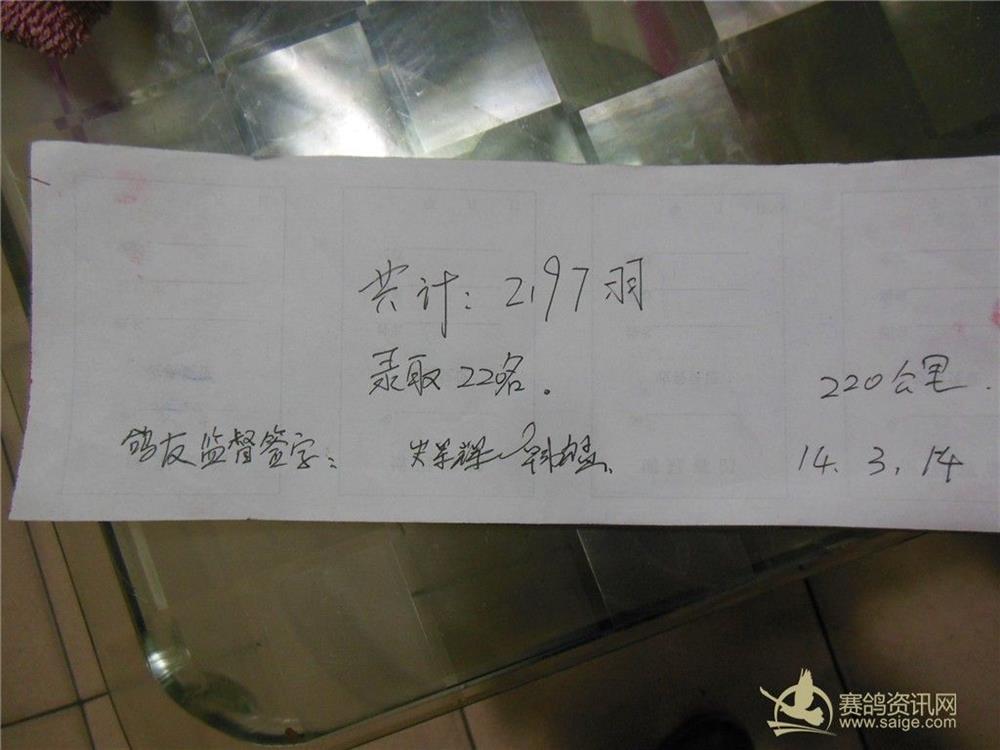 共计: 2197羽
录取 220名.
220公里.
鸽友监督签字:
14.3.14
赛鸽资讯网
www.saige.com